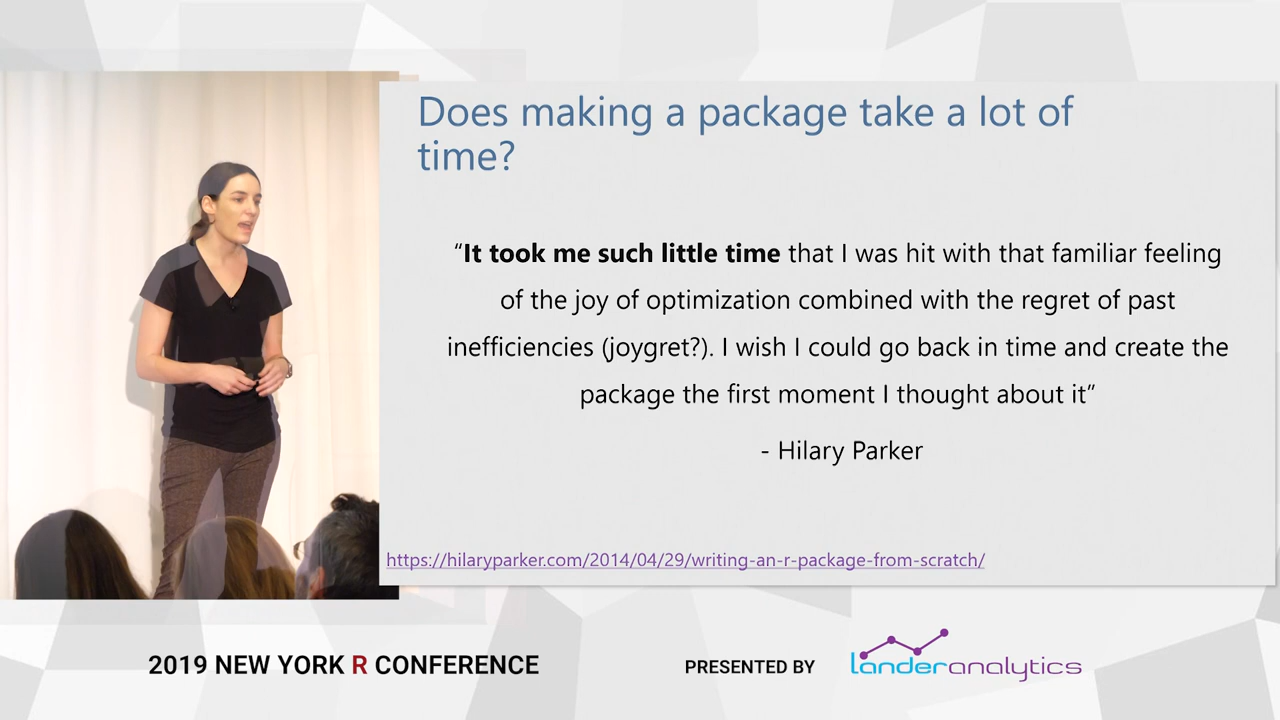 Does making a package take a lot of
time?
“It took me such little time that I was hit with that familiar feeling
of the joy of optimization combined with the regret of past
inefficiencies (joygret?). I wish I could go back in time and create the
package the first moment I thought about it”
- Hilary Parker
https://hilaryparker.com/2014/04/29/writing-an-r-package-from-scratch/
2019 NEW YORK R CONFERENCE
PRESENTED BY
landeranalytics